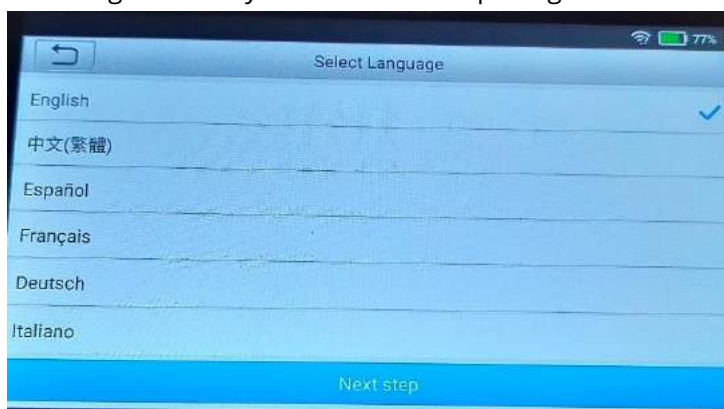 77%
Select Language
English
中文(繁體)
Español
Français
Deutsch
Italiano
Next step